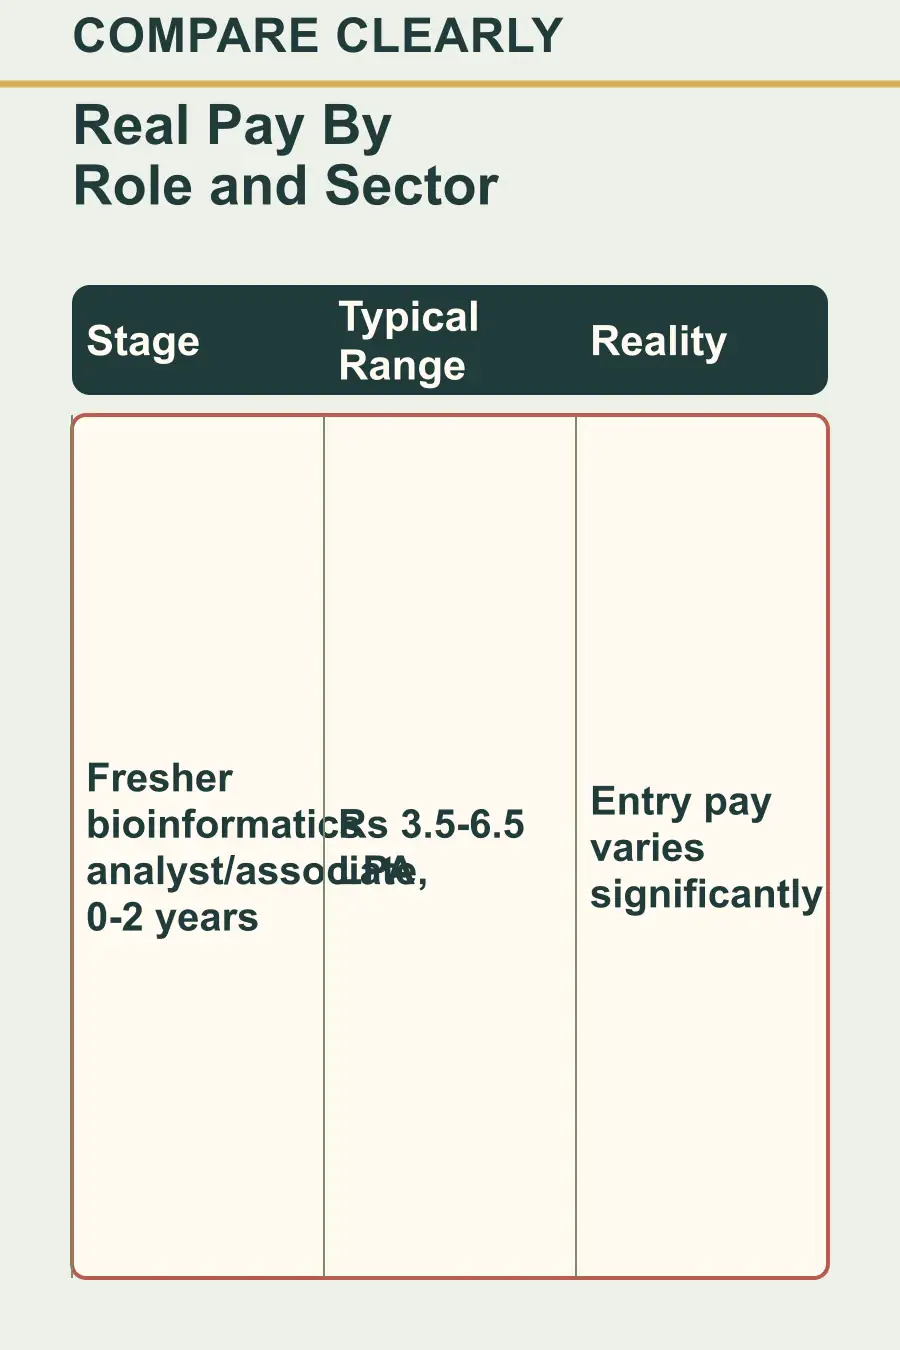 COMPARE CLEARLY
Real Pay By
Role and Sector
Stage
Typical
Range
Reality
Fresher
bioinformatics
analyst/associate,
0-2 years
Rs 3.5-6.5
LPA
Entry pay
varies
significantly